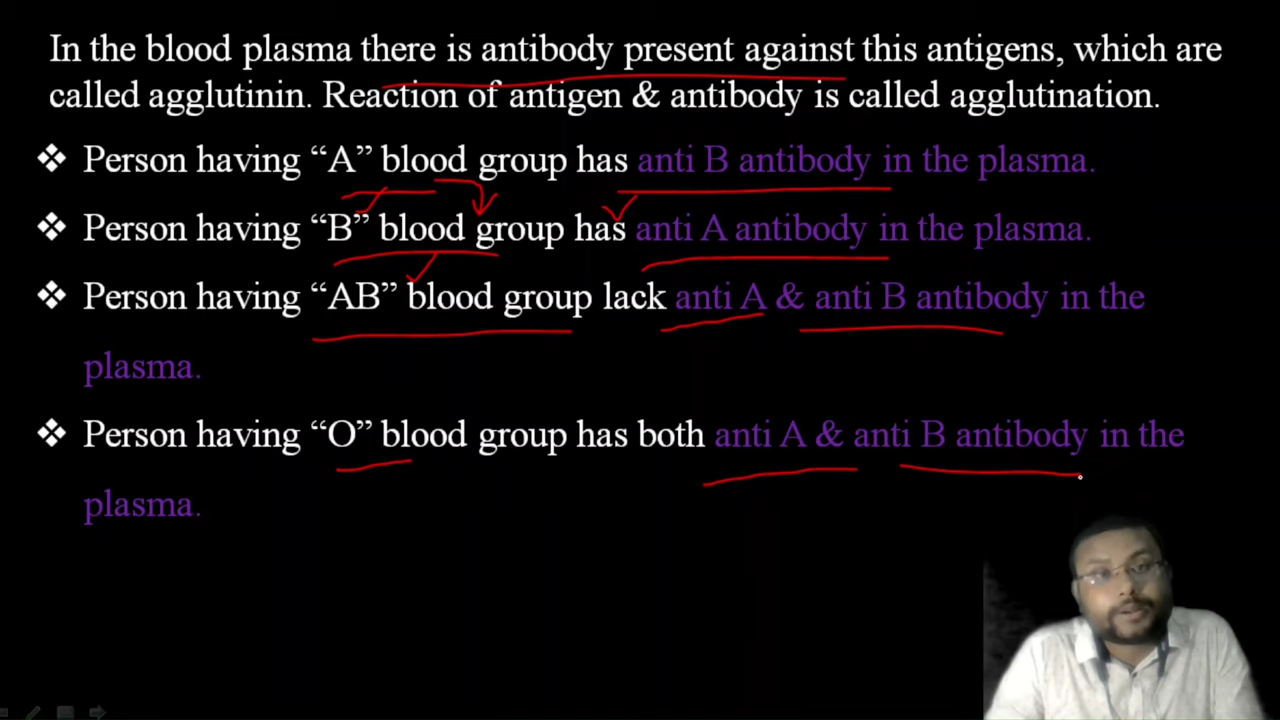 In the blood plasma there is antibody present against this antigens, which are
called agglutinin. Reaction of antigen & antibody is called agglutination.
❖ Person having “A” blood group has anti B antibody in the plasma.
❖ Person having “B” blood group has anti A antibody in the plasma.
❖ Person having “AB” blood group lack anti A & anti B antibody in the
plasma.
❖ Person having “O” blood group has both anti A & anti B antibody in the
plasma.